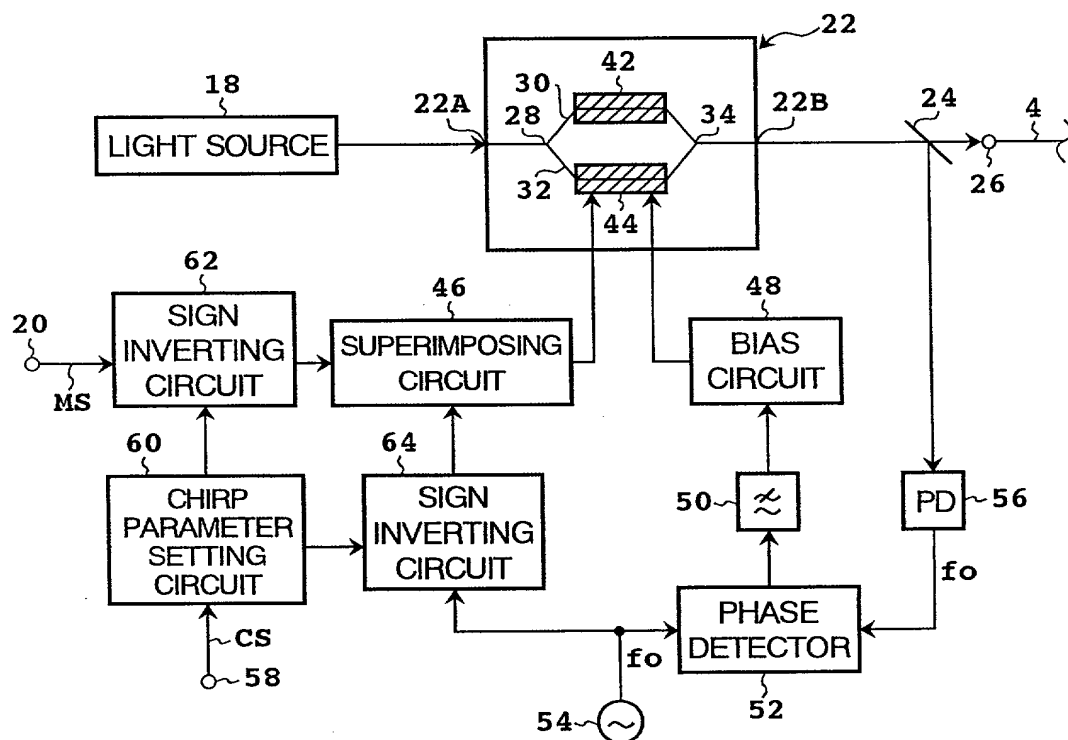 22
18
42
24
22A
30
22B
28
34
4
LIGHT SOURCE
32
26
44
62
46
48
20
SIGN
INVERTING
CIRCUIT
SUPERIMPOSING
CIRCUIT
BIAS
CIRCUIT
MS
60
64
CHIRP
PARAMETER
SETTING
CIRCUIT
SIGN
INVERTING
CIRCUIT
50
PD
56
fo
PHASE
DETECTOR
CS
fo
58
52
54